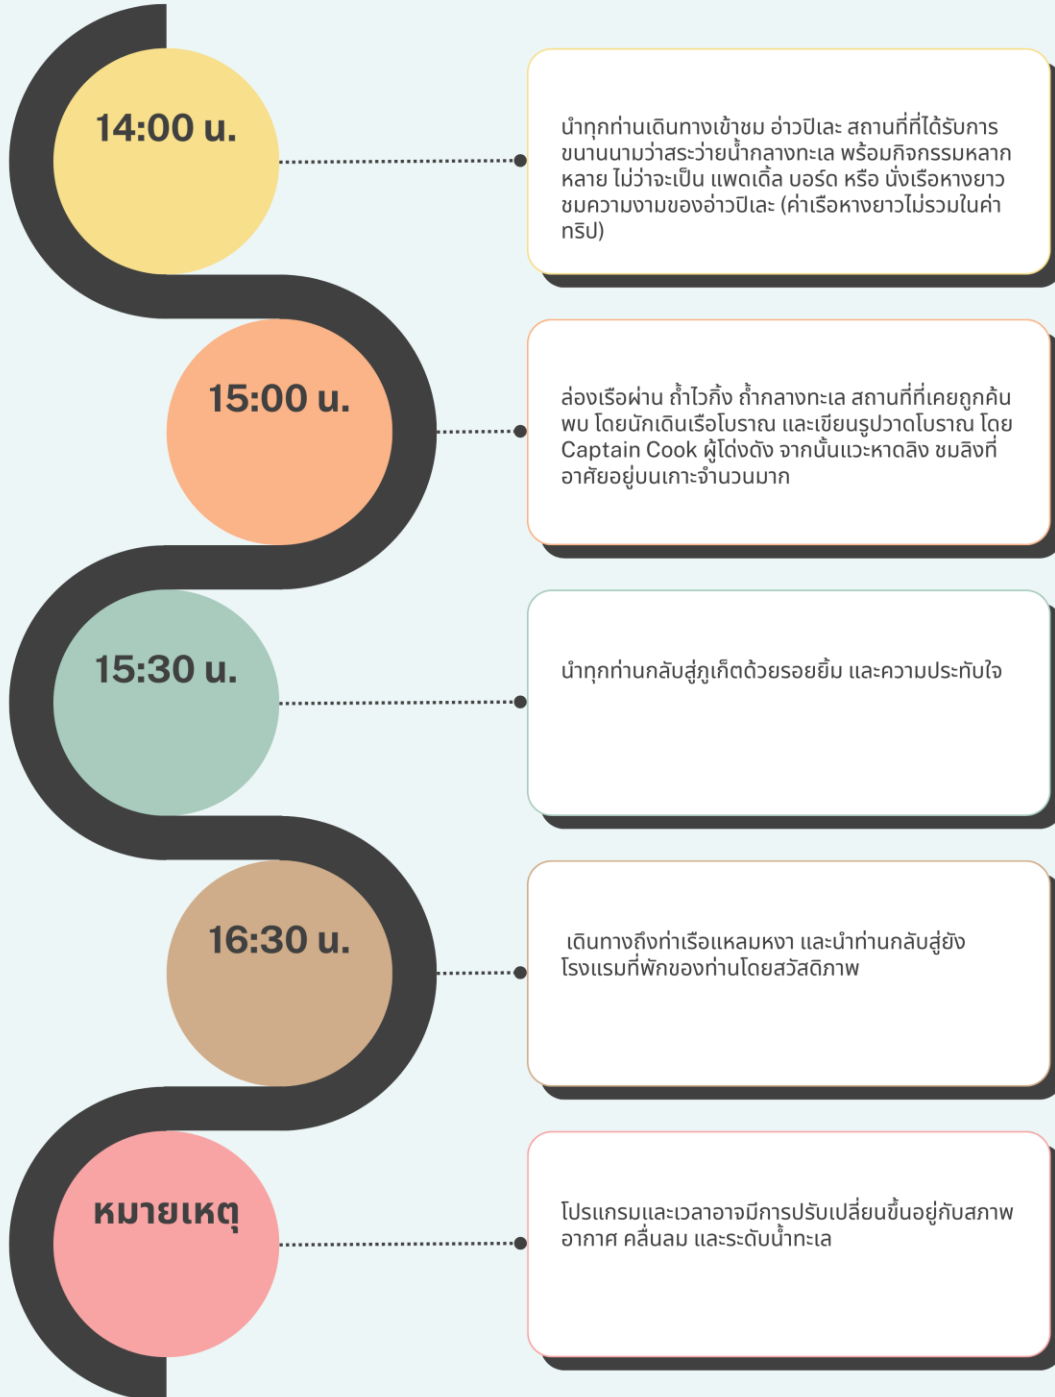 14:00 น.
นำทุกท่านเดินทางเข้าชม อ่าวปิเละ สถานที่ที่ได้รับการ
ขนานนามว่าสระว่ายน้ำกลางทะเล พร้อมกิจกรรมหลาก
หลาย ไม่ว่าจะเป็น แพดเดิ้ล บอร์ด หรือ นั่งเรือหางยาว
ชมความงามของอ่าวปิเละ (ค่าเรือหางยาวไม่รวมในค่า
ทริป)
15:00 น.
ล่องเรือผ่าน ถ้ำไวกิ้ง ถ้ำกลางทะเล สถานที่ที่เคยถูกค้น
พบ โดยนักเดินเรือโบราณ และเขียนรูปวาดโบราณ โดย
Captain Cook ผู้โด่งดัง จากนั้นแวะหาดลิง ชมลิงที่
อาศัยอยู่บนเกาะจำนวนมาก
15:30 น.
นำทุกท่านกลับสู่ภูเก็ตด้วยรอยยิ้ม และความประทับใจ
16:30 น.
เดินทางถึงท่าเรือแหลมหงา และนำท่านกลับสู่ยัง
โรงแรมที่พักของท่านโดยสวัสดิภาพ
หมายเหตุ
โปรแกรมและเวลาอาจมีการปรับเปลี่ยนขึ้นอยู่กับสภาพ
อากาศ คลื่นลม และระดับน้ำทะเล